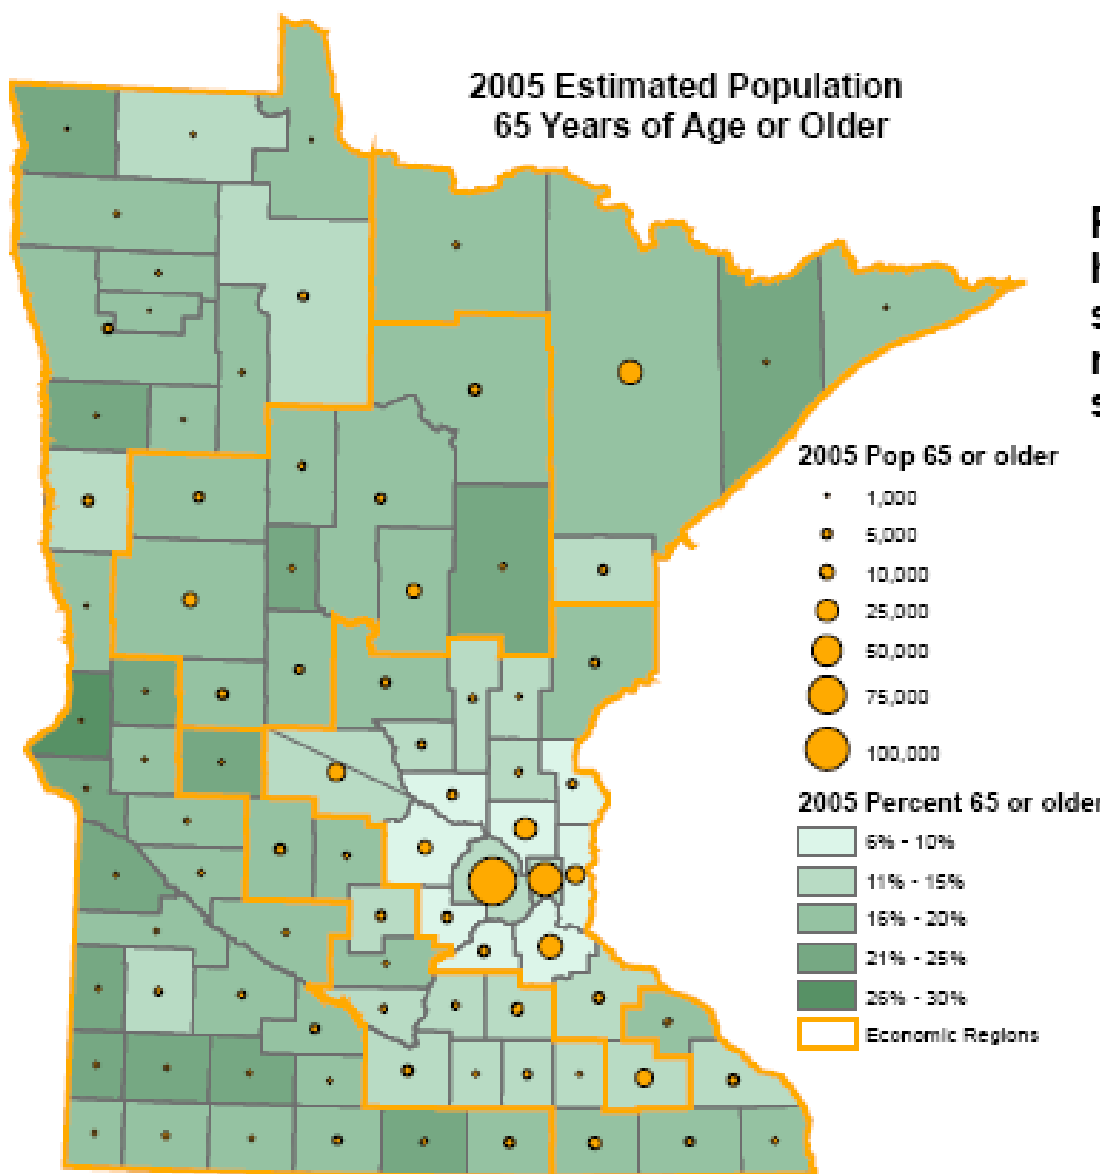 2005 Estimated Population
65 Years of Age or Older
2005 Pop 65 or older
1,000
5,000
10,000
25,000
50,000
75,000
100,000
2005 Percent 65 or older
6% - 10%
11% - 15%
16% - 20%
21% - 25%
26% - 30%
Economic Regions